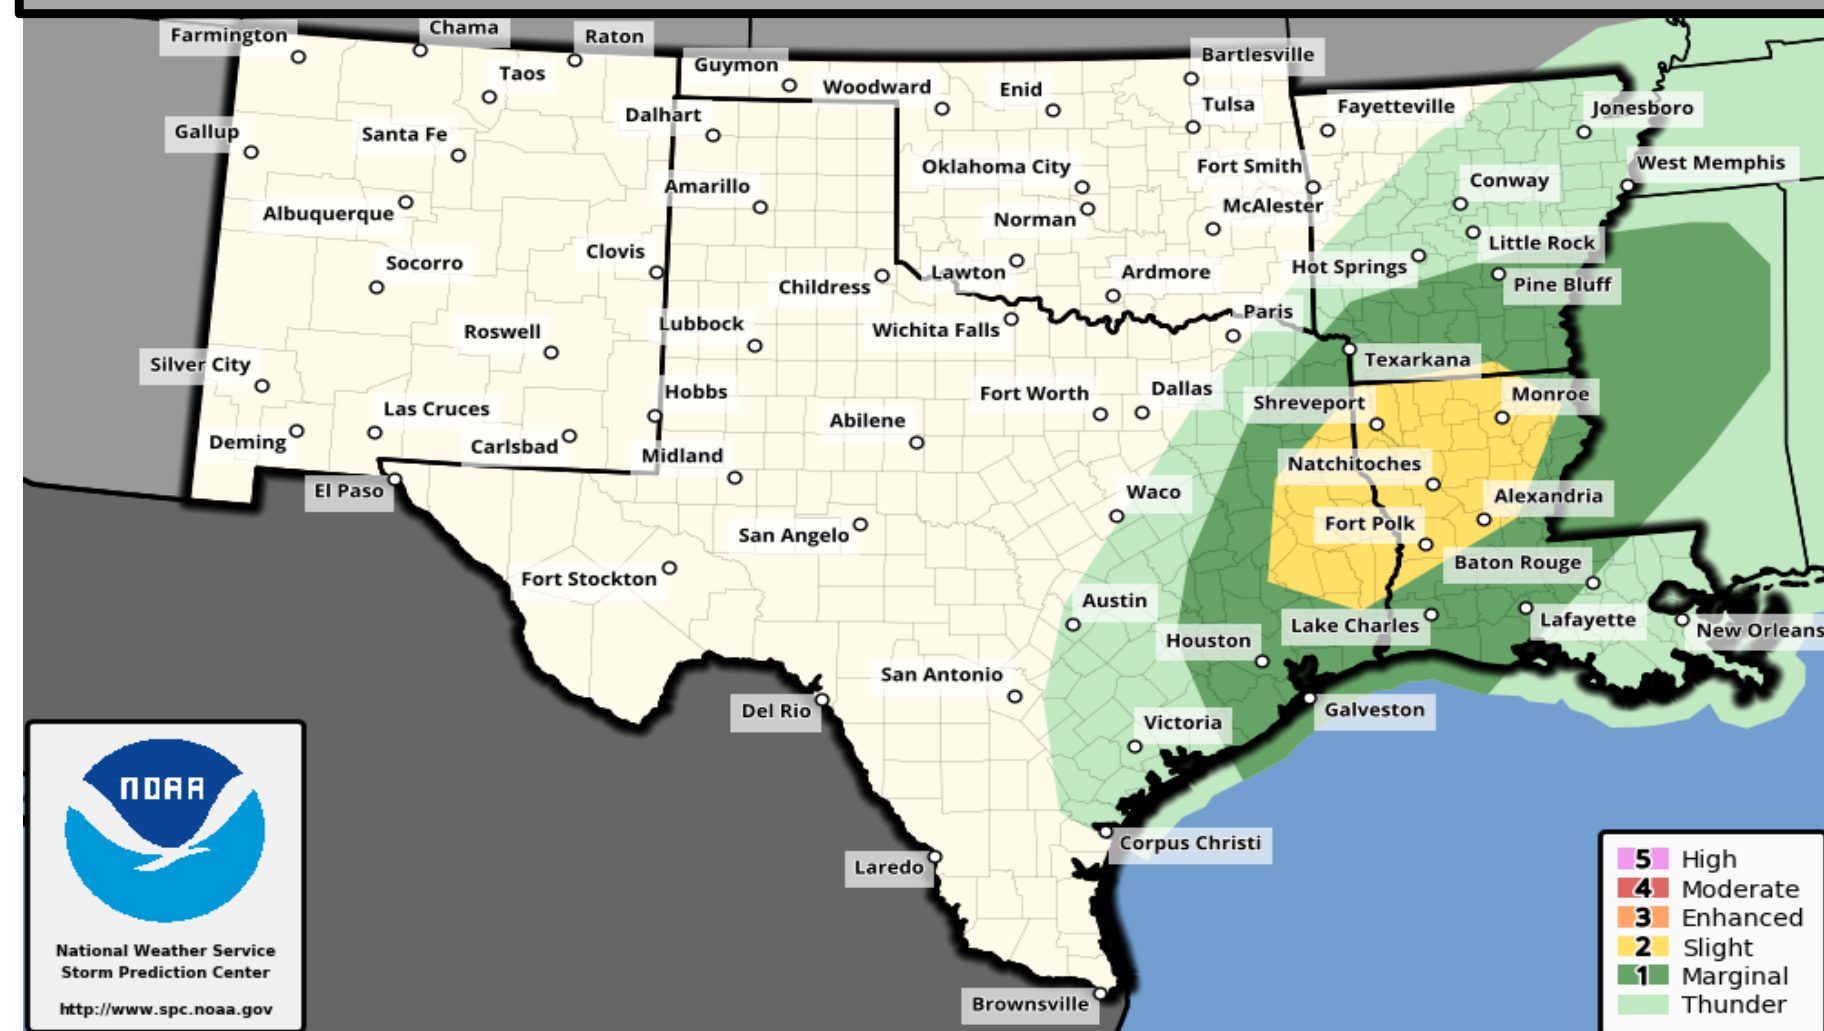 Farmington
Chama
Raton
Taos
Guymon
Woodward
Enid
Bartlesville
Tulsa
Fayetteville
Jonesboro
Gallup
Santa Fe
Dalhart
Oklahoma City
Fort Smith
Conway
West Memphis
Albuquerque
Amarillo
Norman
McAlester
Little Rock
Socorro
Clovis
Childress
Lawton
Ardmore
Hot Springs
Pine Bluff
Roswell
Lubbock
Wichita Falls
Paris
Texarkana
Silver City
Las Cruces
Hobbs
Fort Worth
Dallas
Shreveport
Monroe
Deming
Carlsbad
Midland
Abilene
Natchitoches
El Paso
Waco
Alexandria
San Angelo
Fort Polk
Fort Stockton
Baton Rouge
Austin
Lake Charles
Lafayette
New Orleans
Houston
San Antonio
Del Rio
Victoria
Galveston
Corpus Christi
Laredo
Brownsville
NOAA
National Weather Service
Storm Prediction Center
http://www.spc.noaa.gov
5 High
4 Moderate
3 Enhanced
2 Slight
1 Marginal
Thunder